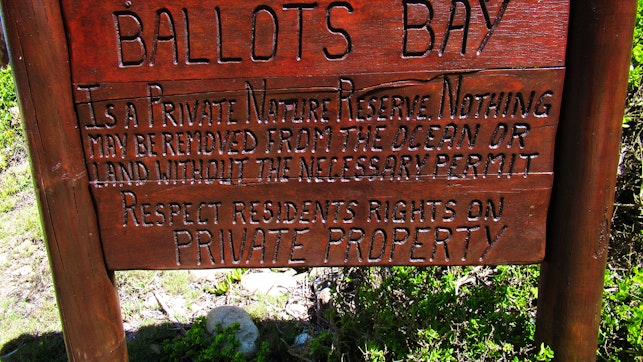 BALLOTS BAY
IS A PRIVATE NATURE RESERVE. NOTHING
MAY BE REMOVED FROM THE OCEAN OR
LAND WITHOUT THE NECESSARY PERMIT
RESPECT RESIDENTS RIGHTS ON
PRIVATE PROPERTY